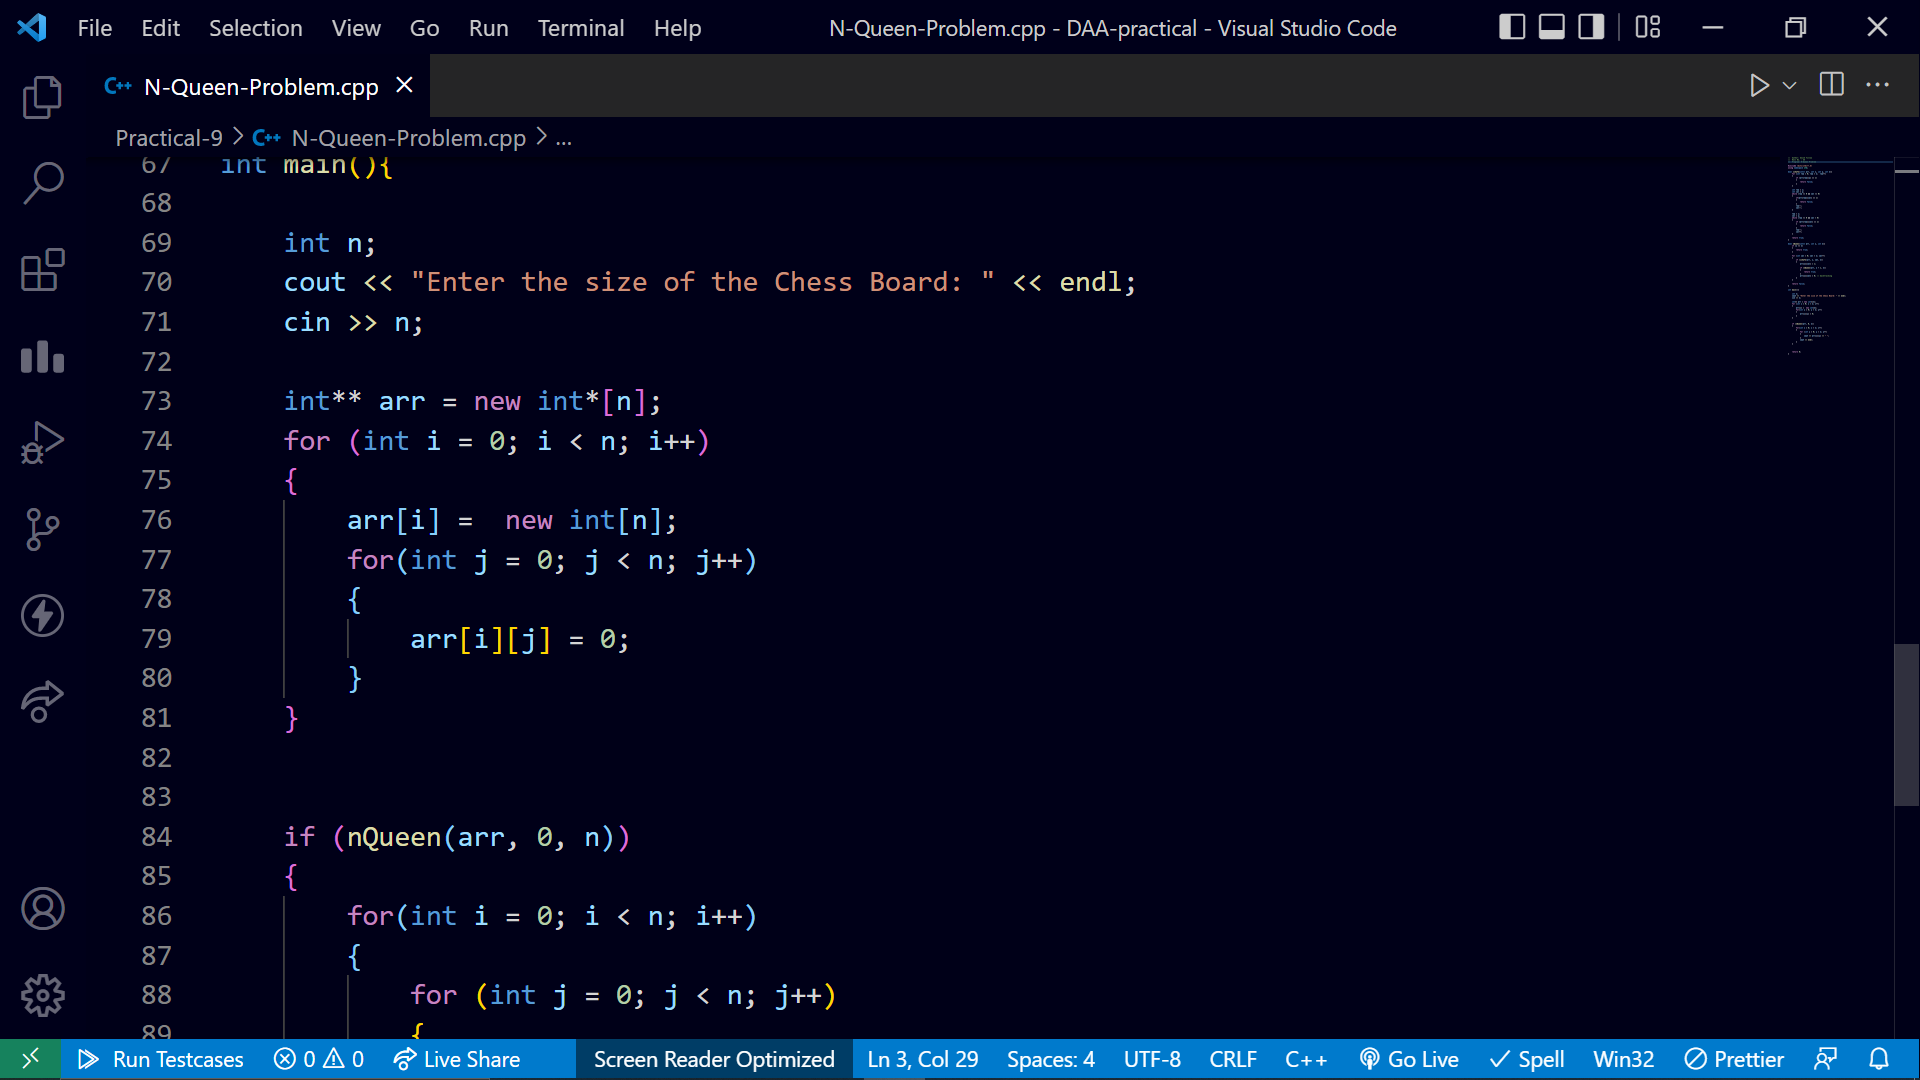 File Edit Selection View Go Run Terminal Help N-Queen-Problem.cpp - DAA-practical - Visual Studio Code
C++ N-Queen-Problem.cpp
Practical-9 > C++ N-Queen-Problem.cpp > ...
67 int main(){
68
69 int n;
70 cout << "Enter the size of the Chess Board: " << endl;
71 cin >> n;
72
73 int** arr = new int*[n];
74 for (int i = 0; i < n; i++)
75 {
76 arr[i] =  new int[n];
77 for(int j = 0; j < n; j++)
78 {
79 arr[i][j] = 0;
80 }
81 }
82
83
84 if (nQueen(arr, 0, n))
85 {
86 for(int i = 0; i < n; i++)
87 {
88 for (int j = 0; j < n; j++)
89 {
Run Testcases 0 0 Live Share Screen Reader Optimized Ln 3, Col 29 Spaces: 4 UTF-8 CRLF C++ Go Live Spell Win32 Prettier